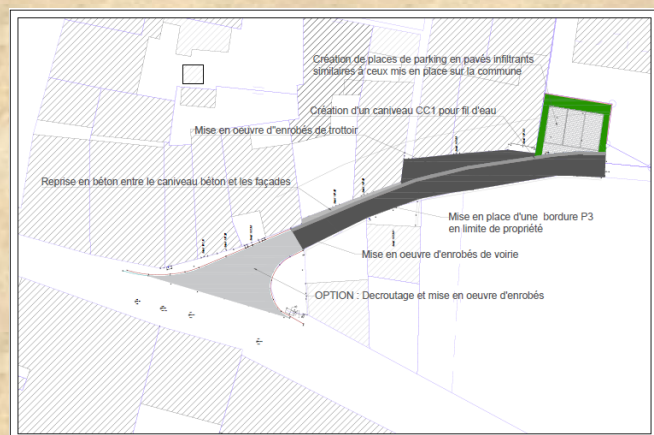 Création de places de parking en pavés infiltrants
similaires à ceux mis en place sur la commune
Création d'un caniveau CC1 pour fil d'eau
Mise en oeuvre d"enrobés de trottoir
Reprise en béton entre le caniveau béton et les façades
Mise en place d'une bordure P3
en limite de propriété
Mise en oeuvre d'enrobés de voirie
OPTION : Decroutage et mise en oeuvre d'enrobés